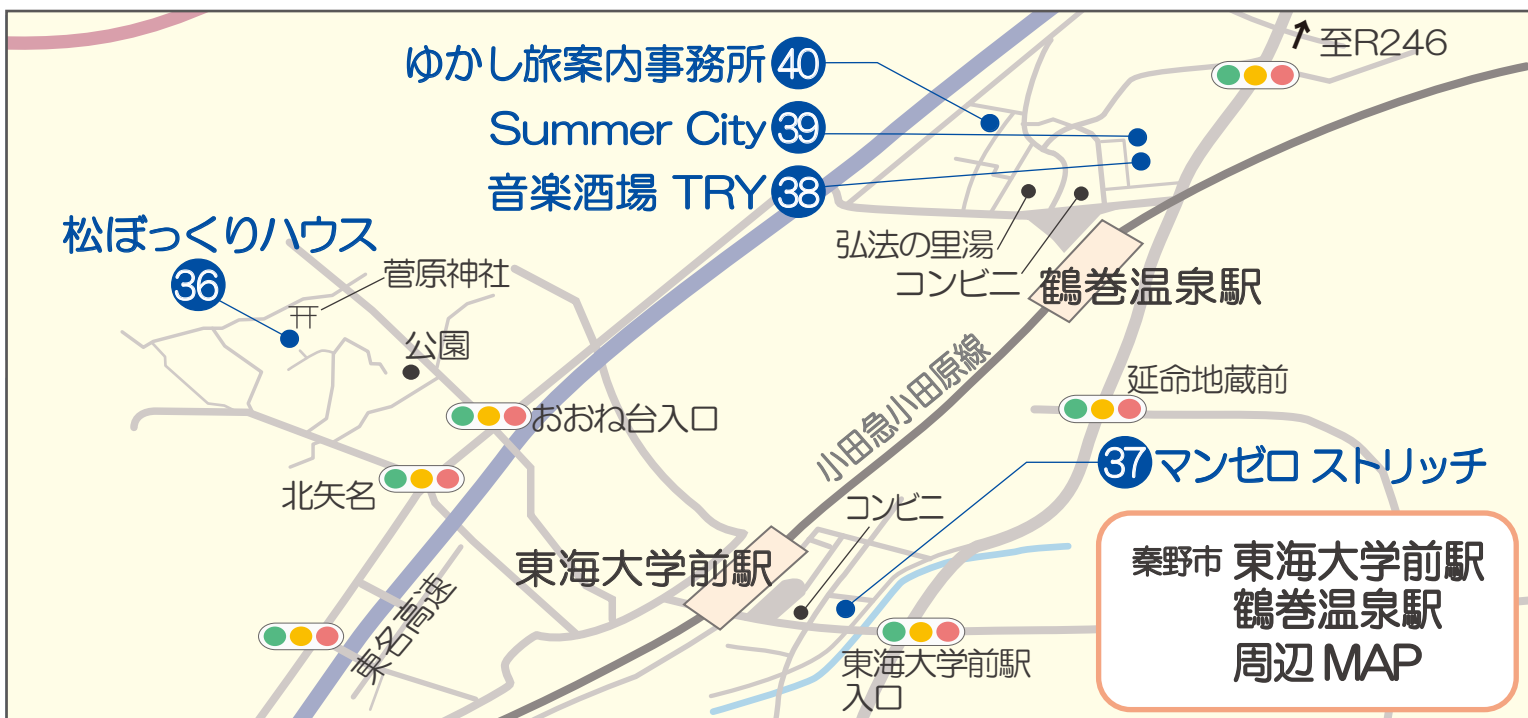 至R246
ゆかし旅案内事務所 40
Summer City 39
音楽酒場 TRY 38
松ぼっくりハウス
36
菅原神社
弘法の里湯
コンビニ
鶴巻温泉駅
公園
小田急小田原線
延命地蔵前
おおね台入口
37 マンゼロ ストリッチ
北矢名
コンビニ
東海大学前駅
東名高速
東海大学前駅
入口
秦野市 東海大学前駅
鶴巻温泉駅
周辺 MAP